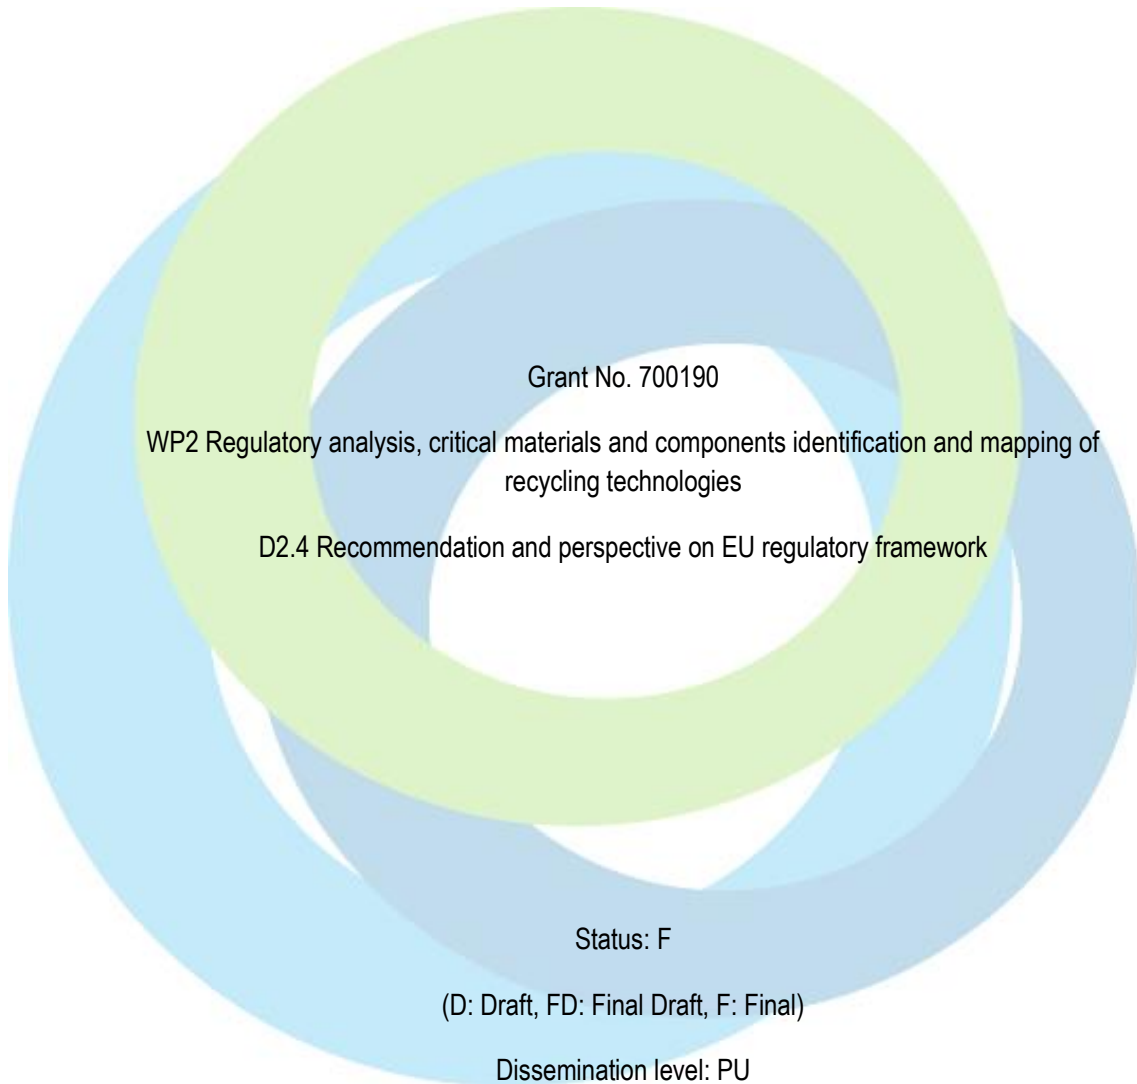 Grant No. 700190
WP2 Regulatory analysis, critical materials and components identification and mapping of
recycling technologies
D2.4 Recommendation and perspective on EU regulatory framework
Status: F
(D: Draft, FD: Final Draft, F: Final)
Dissemination level: PU